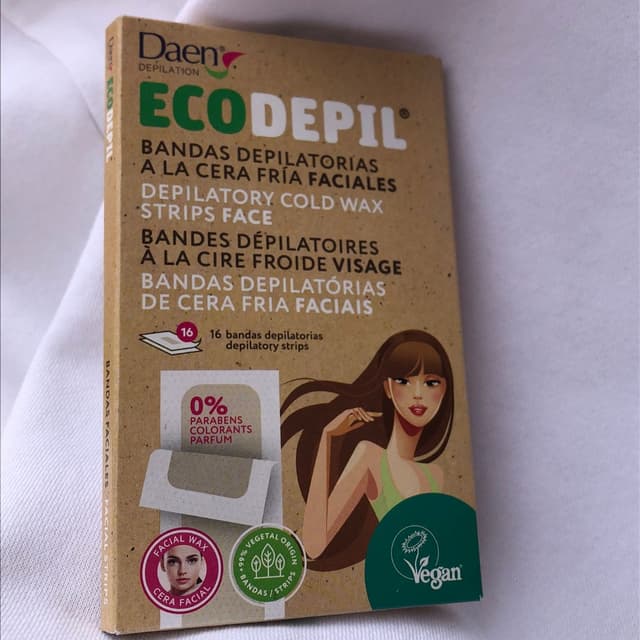 Daen
DEPILATION
ECODEPIL®
BANDAS DEPILATORIAS
A LA CERA FRÍA FACIALES
DEPILATORY COLD WAX
STRIPS FACE
BANDES DÉPILATOIRES
À LA CIRE FROIDE VISAGE
BANDAS DEPILATÓRIAS
DE CERA FRIA FACIAIS
16
16 bandas depilatorias
depilatory strips
0%
PARABENS
COLORANTS
PARFUM
FACIAL WAX
CERA FACIAL
+99% VEGETAL ORIGIN
BANDAS / STRIPS
Vegan
Daen
ECODEPIL
BANDAS FACIALES
FACIAL STRIPS